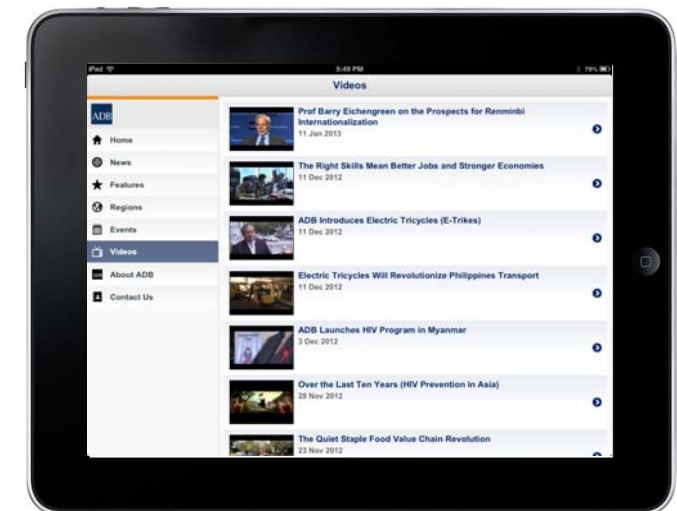 iPad
5:49 PM
79%
Videos
ADB
Home
News
Features
Regions
Events
Videos
About ADB
Contact Us
Prof Barry Eichengreen on the Prospects for Renminbi
Internationalization
11 Jan 2013
The Right Skills Mean Better Jobs and Stronger Economies
11 Dec 2012
ADB Introduces Electric Tricycles (E-Trikes)
11 Dec 2012
Electric Tricycles Will Revolutionize Philippines Transport
11 Dec 2012
ADB Launches HIV Program in Myanmar
3 Dec 2012
Over the Last Ten Years (HIV Prevention in Asia)
28 Nov 2012
The Quiet Staple Food Value Chain Revolution
23 Nov 2012